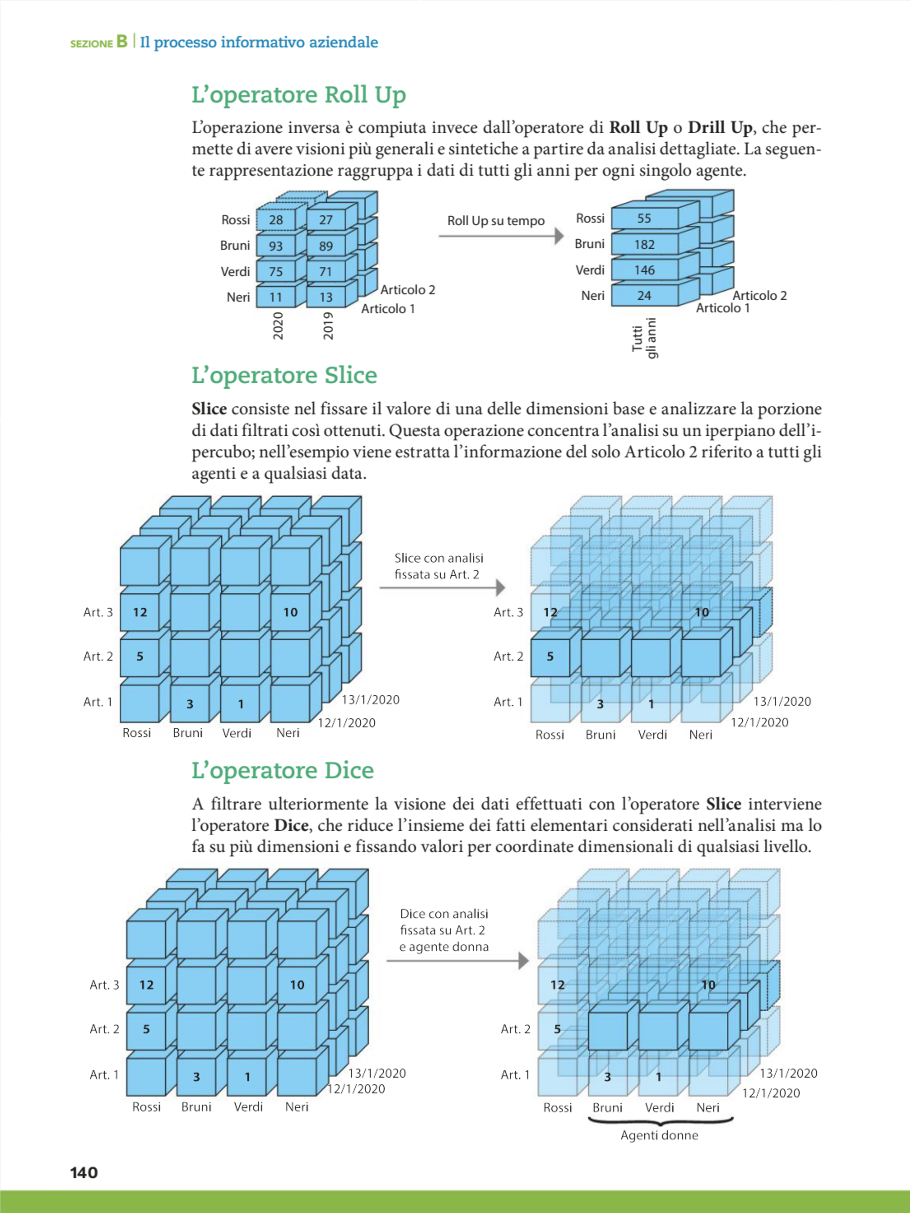 SEZIONE B | Il processo informativo aziendale
L’operatore Roll Up
L’operazione inversa è compiuta invece dall’operatore di Roll Up o Drill Up, che per-
mette di avere visioni più generali e sintetiche a partire da analisi dettagliate. La seguen-
te rappresentazione raggruppa i dati di tutti gli anni per ogni singolo agente.
Rossi 28 27
Bruni 93 89
Verdi 75 71
Neri 11 13
Articolo 2
Articolo 1
2020 2019
Roll Up su tempo
Rossi 55
Bruni 182
Verdi 146
Neri 24
Articolo 2
Articolo 1
Tutti
gli anni
L’operatore Slice
Slice consiste nel fissare il valore di una delle dimensioni base e analizzare la porzione
di dati filtrati così ottenuti. Questa operazione concentra l’analisi su un iperpiano dell’i-
percubo; nell’esempio viene estratta l’informazione del solo Articolo 2 riferito a tutti gli
agenti e a qualsiasi data.
Art. 3 12 10
Art. 2 5
Art. 1 3 1
13/1/2020
12/1/2020
Rossi Bruni Verdi Neri
Slice con analisi
fissata su Art. 2
Art. 3 12 10
Art. 2 5
Art. 1 3 1
13/1/2020
12/1/2020
Rossi Bruni Verdi Neri
L’operatore Dice
A filtrare ulteriormente la visione dei dati effettuati con l’operatore Slice interviene
l’operatore Dice, che riduce l’insieme dei fatti elementari considerati nell’analisi ma lo
fa su più dimensioni e fissando valori per coordinate dimensionali di qualsiasi livello.
Art. 3 12 10
Art. 2 5
Art. 1 3 1
13/1/2020
12/1/2020
Rossi Bruni Verdi Neri
Dice con analisi
fissata su Art. 2
e agente donna
12 10
Art. 2 5
Art. 1 3 1
13/1/2020
12/1/2020
Rossi Bruni Verdi Neri
Agenti donne
140